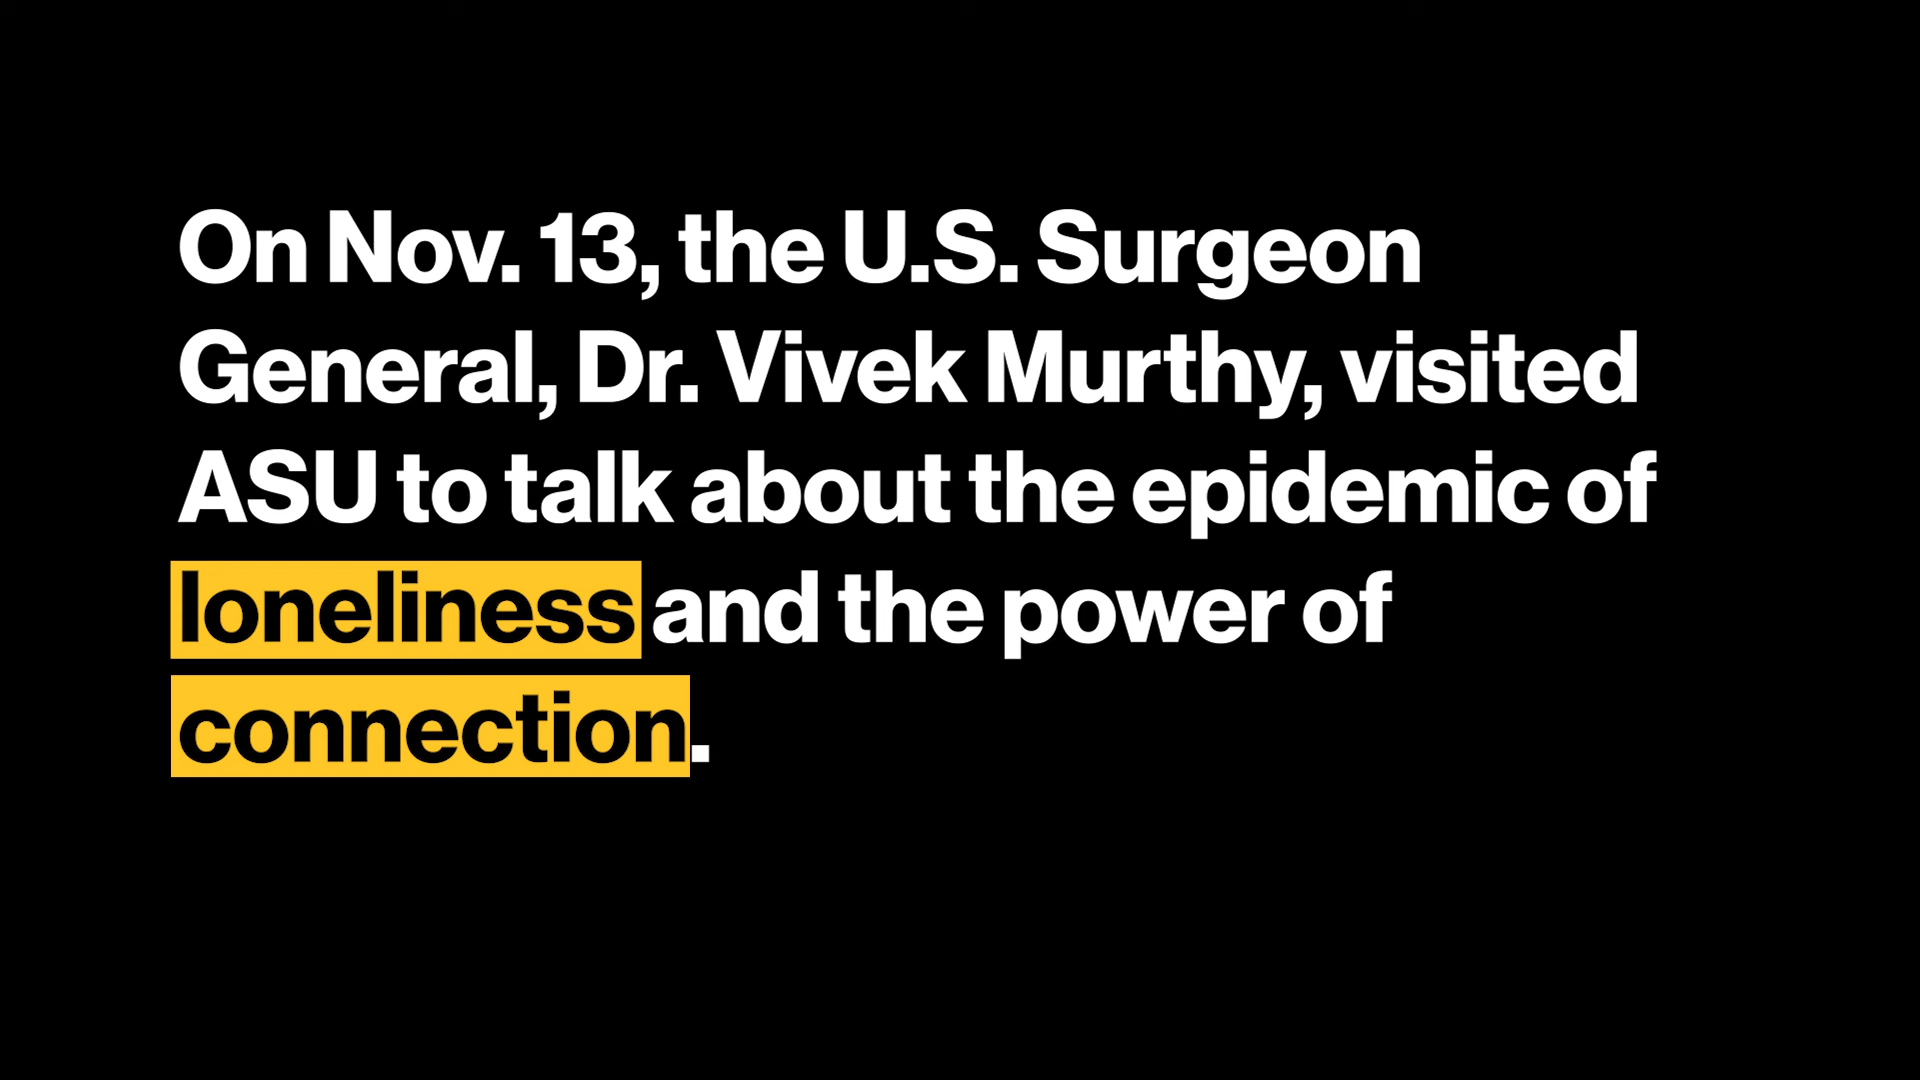 On Nov. 13, the U.S. Surgeon
General, Dr. Vivek Murthy, visited
ASU to talk about the epidemic of
loneliness and the power of
connection.